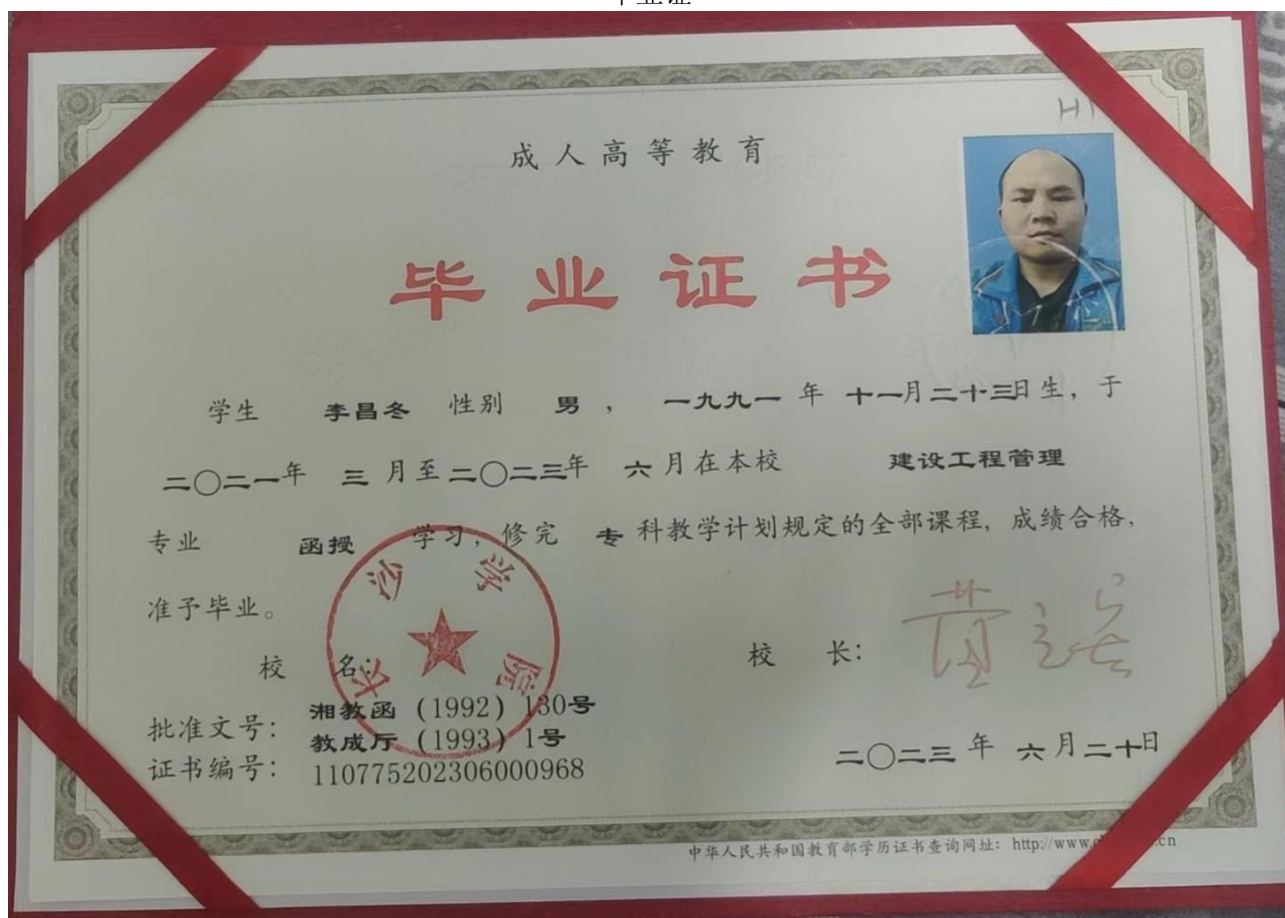 毕业证
成人高等教育
毕业证书
学生 李昌冬 性别 男 , 一九九一 年 十一月二十三日生, 于
二〇二一年 三 月至二〇二三年 六 月在本校 建设工程管理
专业 函授 学习, 修完 专 科教学计划规定的全部课程, 成绩合格,
准予毕业。
长沙学院
校 名: 校 长:
批准文号: 湘教函 (1992) 130号
教成厅 (1993) 1号
证书编号: 110775202306000968
二〇二三 年 六 月二十日
中华人民共和国教育部学历证书查询网址: http://www.